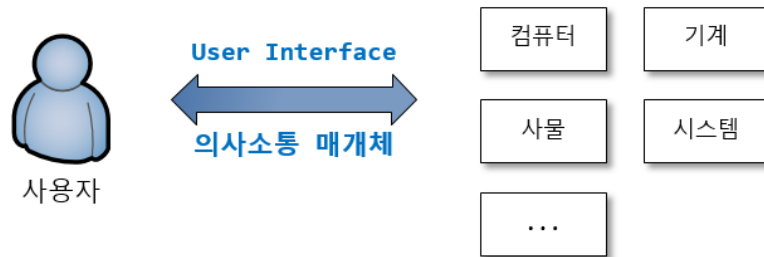 User Interface
의사소통 매개체
사용자
컴퓨터
기계
사물
시스템
...